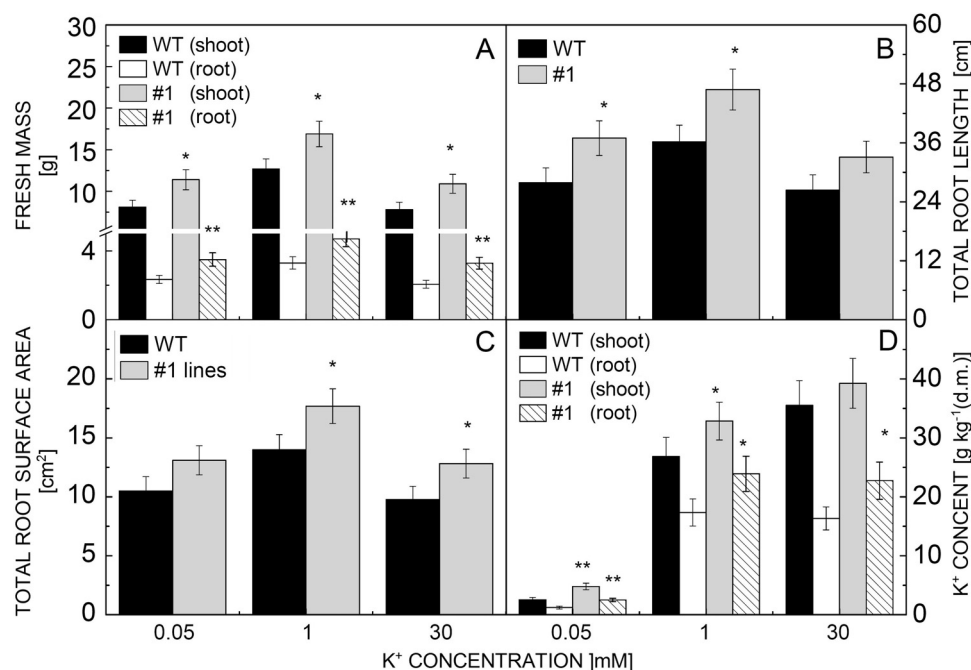 30
25
20
15
10
4
0
FRESH MASS
[g]
WT (shoot)
WT (root)
#1 (shoot)
#1 (root)
A
*
**
*
**
*
**
WT
#1
B
*
*
60
48
36
24
12
0
TOTAL ROOT LENGTH [cm]
TOTAL ROOT SURFACE AREA
[cm²]
20
15
10
5
0
WT
#1 lines
C
*
*
WT (shoot)
WT (root)
#1 (shoot)
#1 (root)
D
**
**
*
*
*
40
30
20
10
0
K⁺ CONCENT [g kg⁻¹(d.m.)]
0.05
1
30
0.05
1
30
K⁺ CONCENTRATION ]mM]